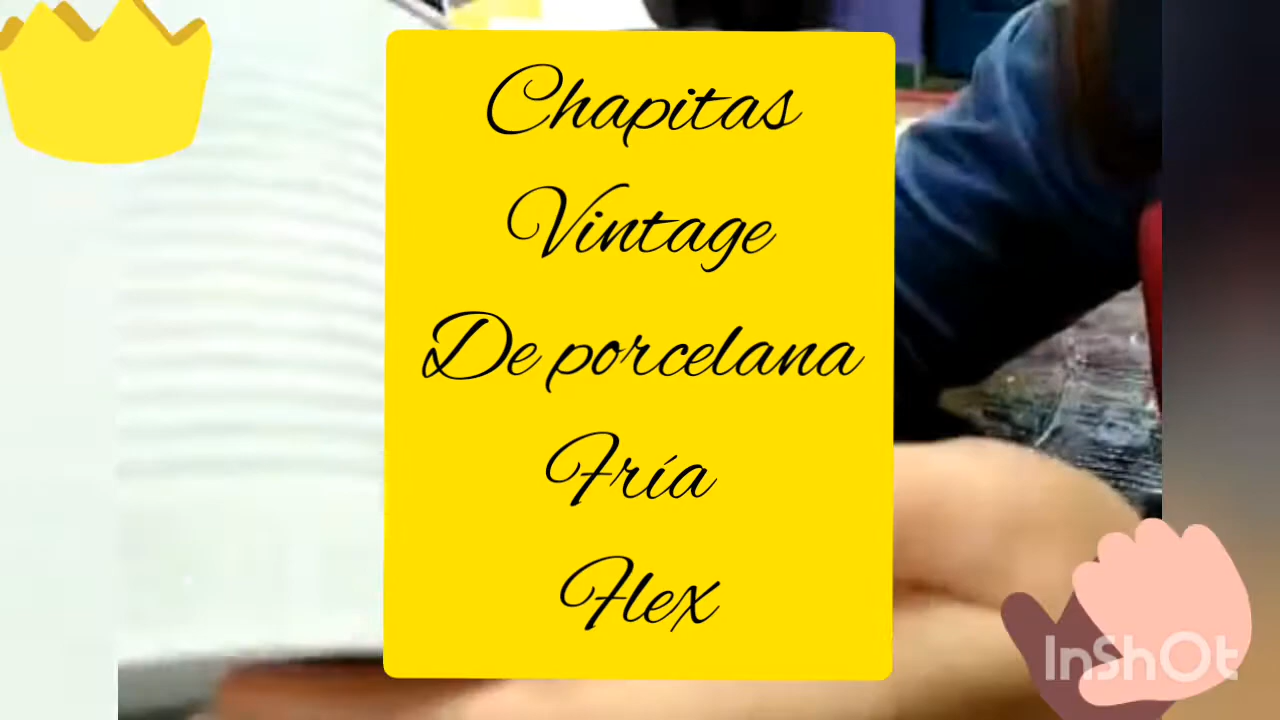 Chapitas
Vintage
De porcelana
Fría
Flex
InShOt